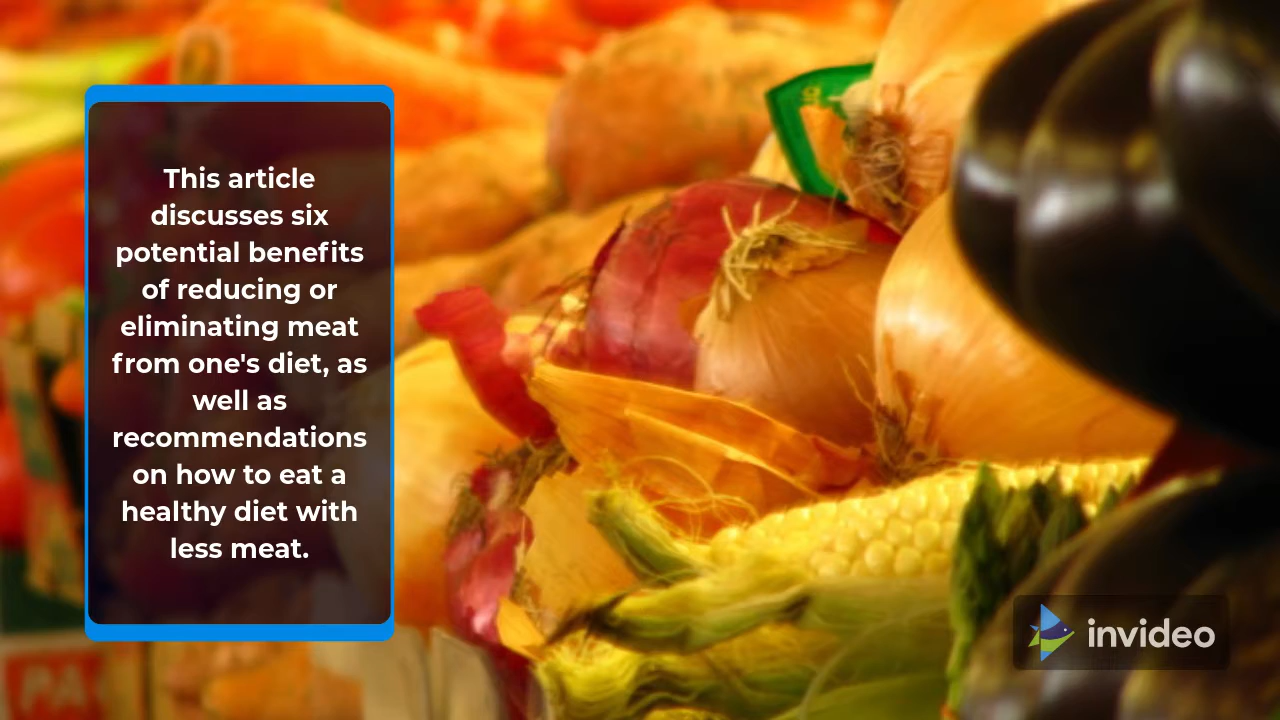 This article
discusses six
potential benefits
of reducing or
eliminating meat
from one's diet, as
well as
recommendations
on how to eat a
healthy diet with
less meat.
PA
invideo